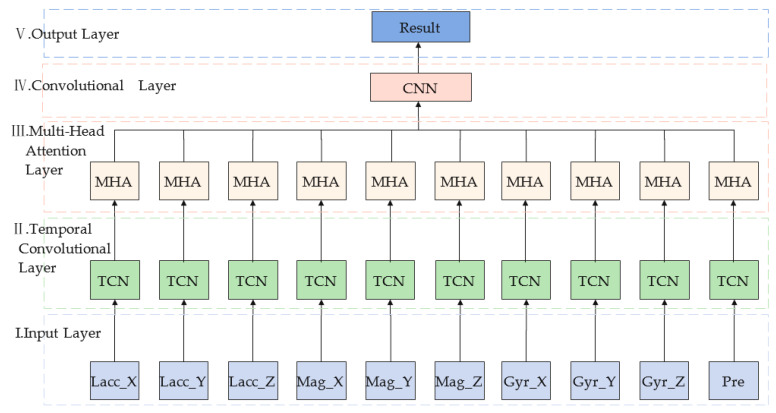 Ⅴ.Output Layer
Result
Ⅳ.Convolutional Layer
CNN
Ⅲ.Multi-Head
Attention
Layer
MHA MHA MHA MHA MHA MHA MHA MHA MHA MHA
Ⅱ.Temporal
Convolutional
Layer
TCN TCN TCN TCN TCN TCN TCN TCN TCN TCN
I.Input Layer
Lacc_X Lacc_Y Lacc_Z Mag_X Mag_Y Mag_Z Gyr_X Gyr_Y Gyr_Z Pre